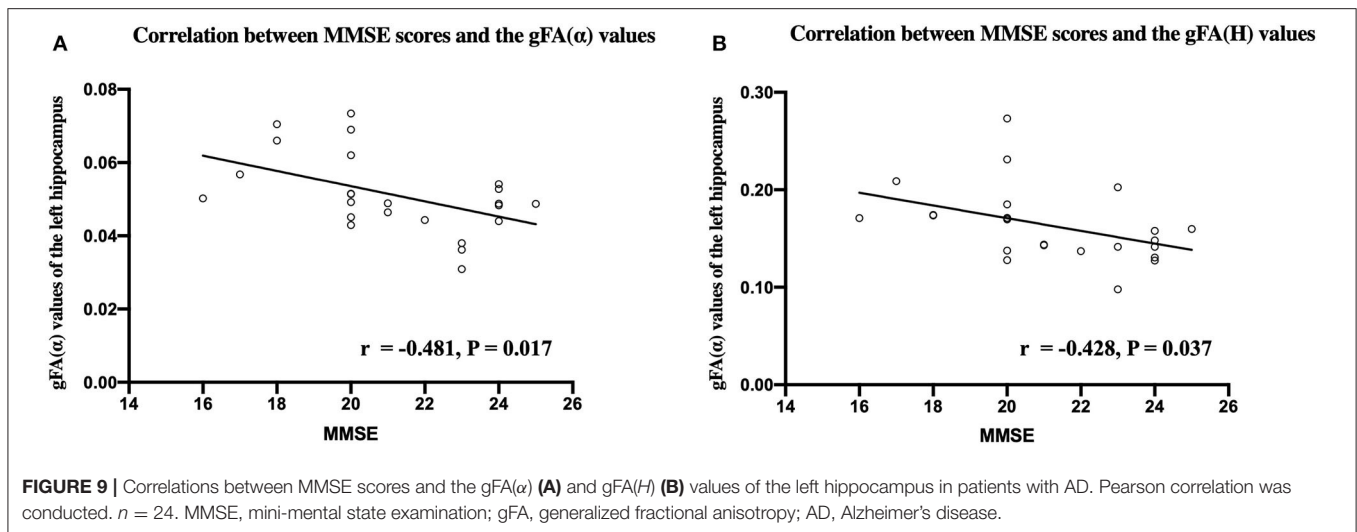 A
Correlation between MMSE scores and the gFA(α) values
gFA(α) values of the left hippocampus
0.08
0.06
0.04
0.02
0.00
14 16 18 20 22 24 26
MMSE
r = -0.481, P = 0.017
B
Correlation between MMSE scores and the gFA(H) values
gFA(α) values of the left hippocampus
0.30
0.20
0.10
0.00
14 16 18 20 22 24 26
MMSE
r = -0.428, P = 0.037
FIGURE 9 | Correlations between MMSE scores and the gFA(α) (A) and gFA(H) (B) values of the left hippocampus in patients with AD. Pearson correlation was
conducted. n = 24. MMSE, mini-mental state examination; gFA, generalized fractional anisotropy; AD, Alzheimer's disease.